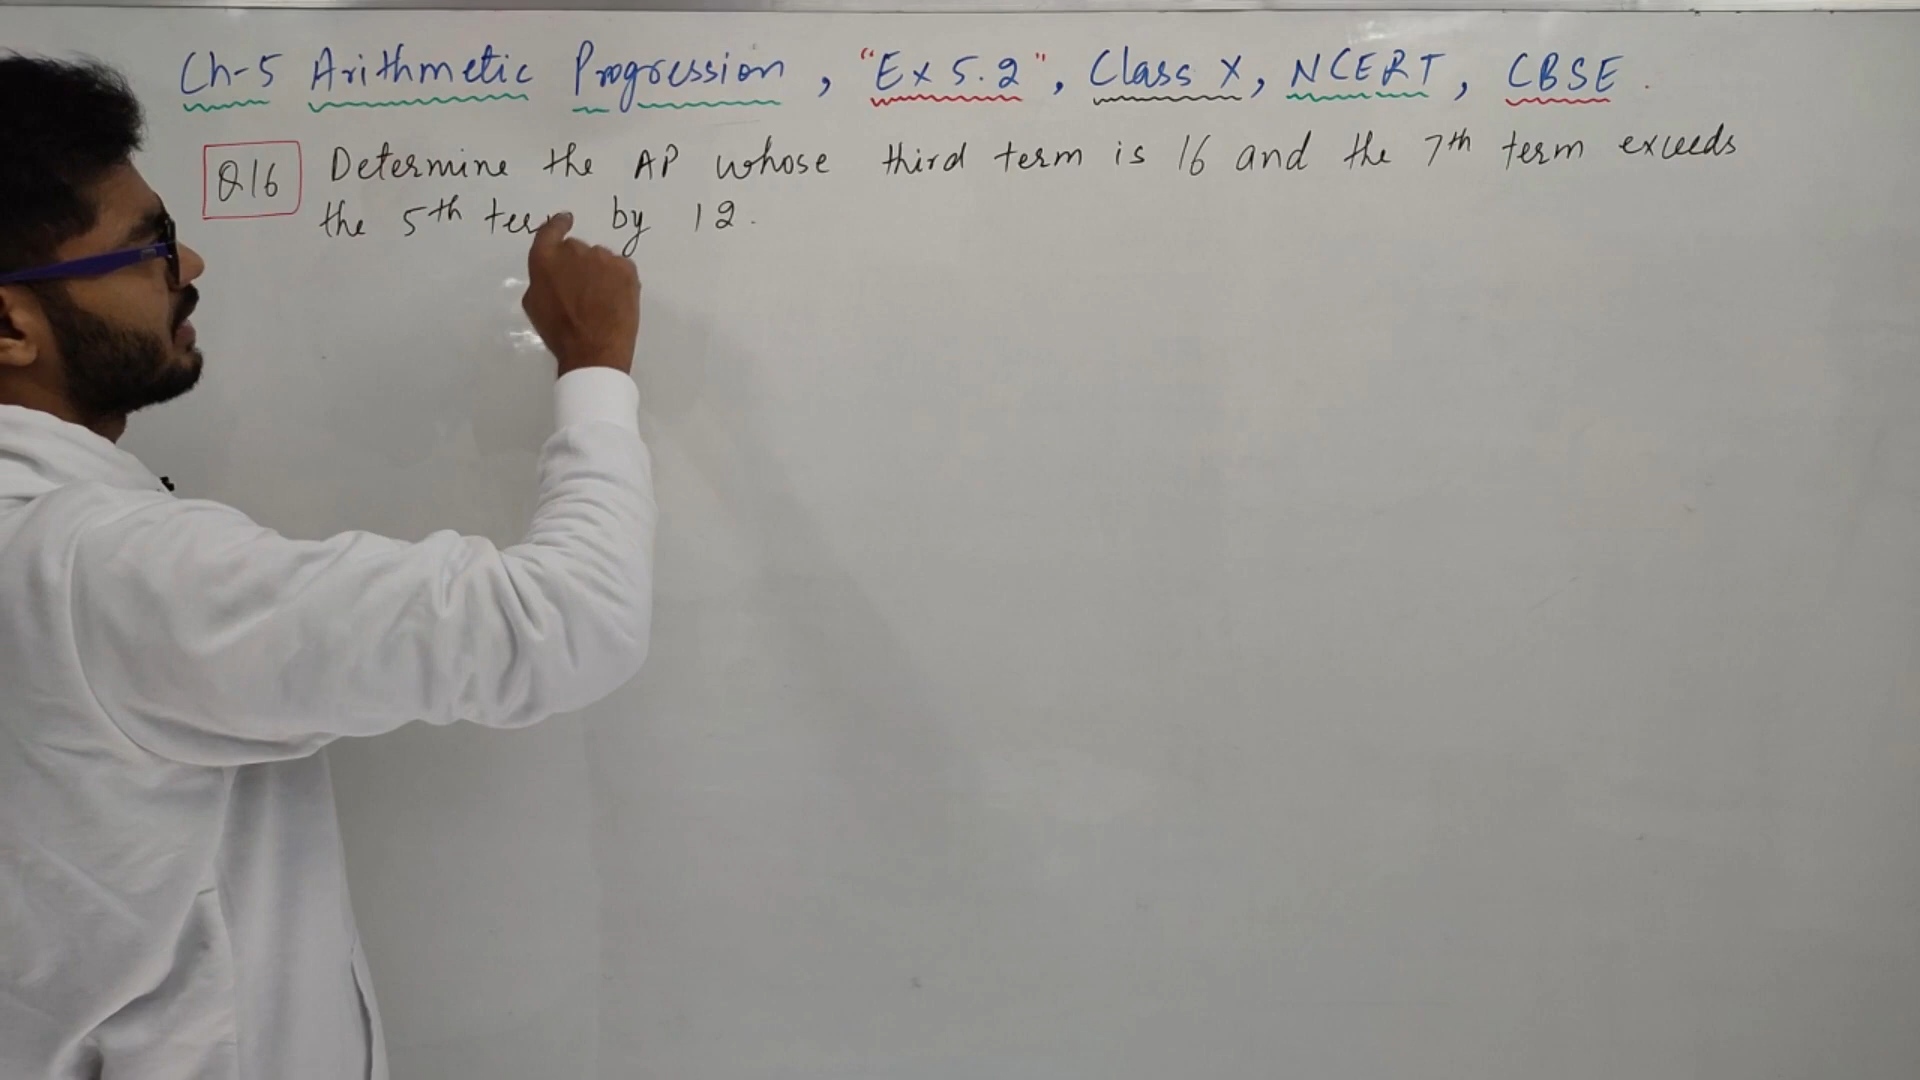 Ch-5 Arithmetic Progression, "Ex 5.2", Class X, NCERT, CBSE.
Q16 Determine the AP whose third term is 16 and the 7th term exceeds
the 5th term by 12.